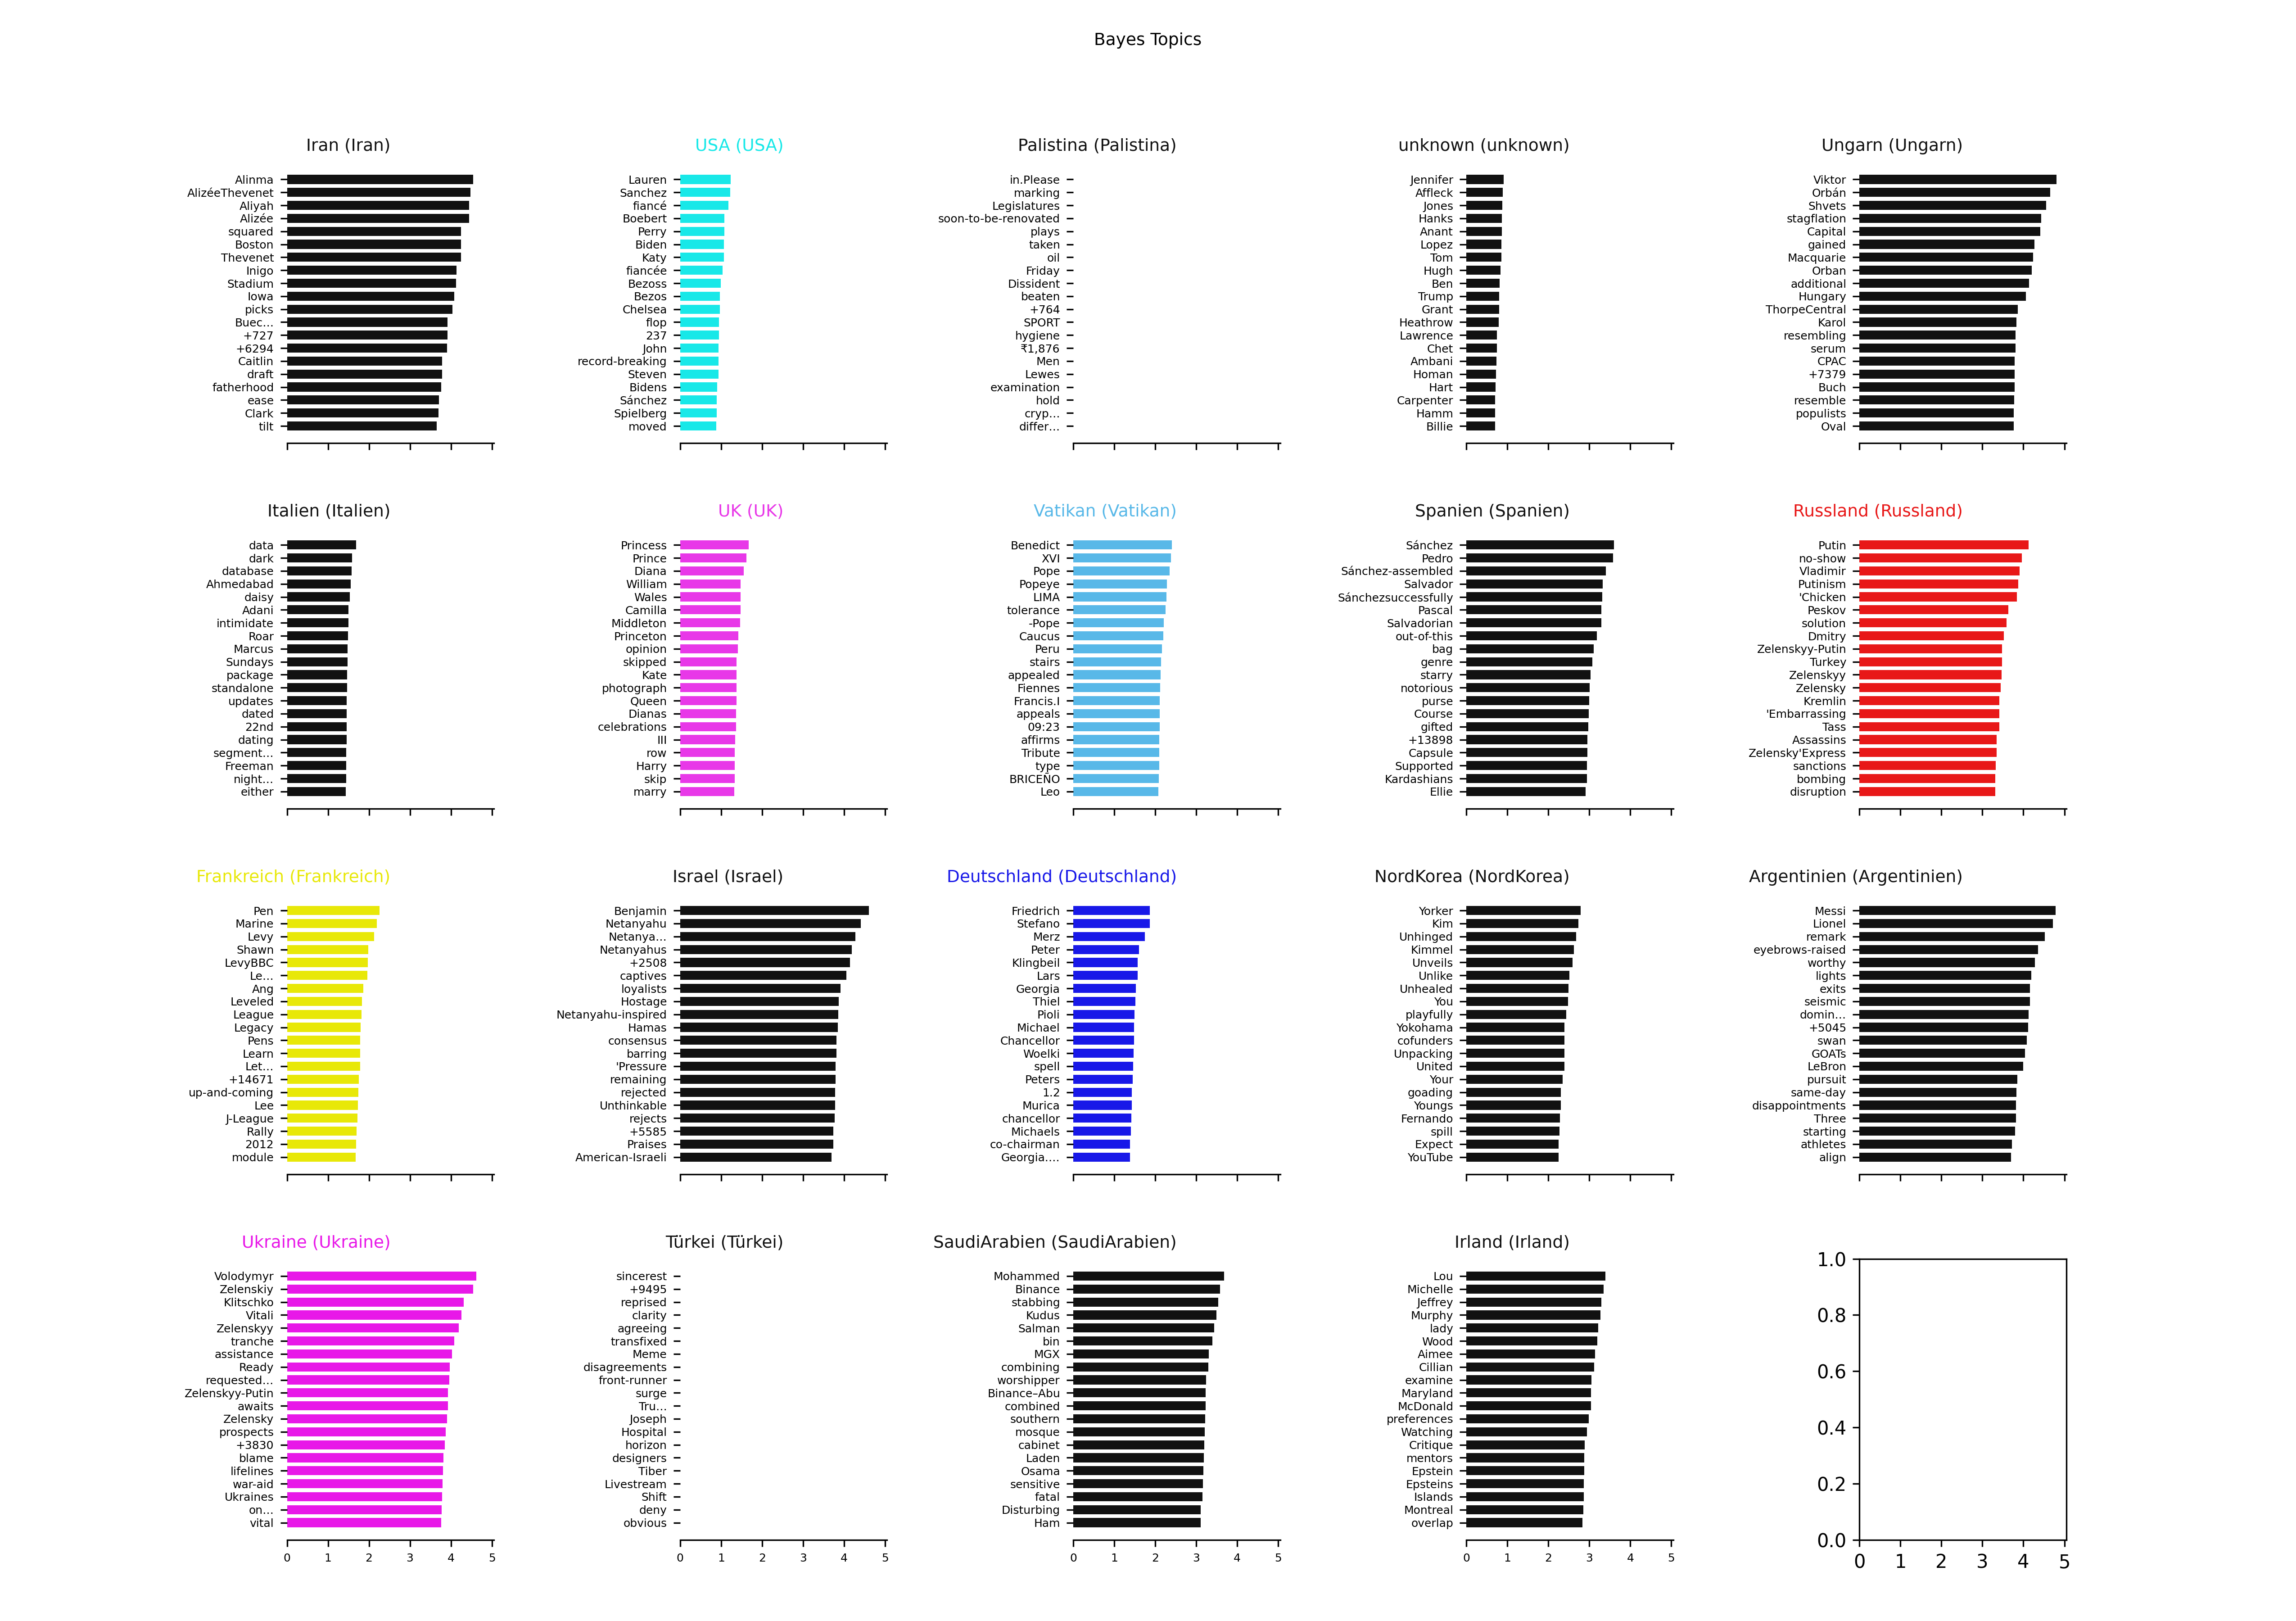 Bayes Topics
Iran (Iran)
Alinma
AlizéeThevenet
Aliyah
Alizée
squared
Boston
Thevenet
Inigo
Stadium
Iowa
picks
Buec...
+727
+6294
Caitlin
draft
fatherhood
ease
Clark
tilt
USA (USA)
Lauren
Sanchez
fiancé
Boebert
Perry
Biden
Katy
fiancée
Bezoss
Bezos
Chelsea
flop
237
John
record-breaking
Steven
Bidens
Sánchez
Spielberg
moved
Palistina (Palistina)
in.Please
marking
Legislatures
soon-to-be-renovated
plays
taken
oil
Friday
Dissident
beaten
+764
SPORT
hygiene
₹1,876
Men
Lewes
examination
hold
cryp...
differ...
unknown (unknown)
Jennifer
Affleck
Jones
Hanks
Anant
Lopez
Tom
Hugh
Ben
Trump
Grant
Heathrow
Lawrence
Chet
Ambani
Homan
Hart
Carpenter
Hamm
Billie
Ungarn (Ungarn)
Viktor
Orbán
Shvets
stagflation
Capital
gained
Macquarie
Orban
additional
Hungary
ThorpeCentral
Karol
resembling
serum
CPAC
+7379
Buch
resemble
populists
Oval
Italien (Italien)
data
dark
database
Ahmedabad
daisy
Adani
intimidate
Roar
Marcus
Sundays
package
standalone
updates
dated
22nd
dating
segment...
Freeman
night...
either
UK (UK)
Princess
Prince
Diana
William
Wales
Camilla
Middleton
Princeton
opinion
skipped
Kate
photograph
Queen
Dianas
celebrations
III
row
Harry
skip
marry
Vatikan (Vatikan)
Benedict
XVI
Pope
Popeye
LIMA
tolerance
-Pope
Caucus
Peru
stairs
appealed
Fiennes
Francis.I
appeals
09:23
affirms
Tribute
type
BRICEÑO
Leo
Spanien (Spanien)
Sánchez
Pedro
Sánchez-assembled
Salvador
Sánchezsuccessfully
Pascal
Salvadorian
out-of-this
bag
genre
starry
notorious
purse
Course
gifted
+13898
Capsule
Supported
Kardashians
Ellie
Russland (Russland)
Putin
no-show
Vladimir
Putinism
'Chicken
Peskov
solution
Dmitry
Zelenskyy-Putin
Turkey
Zelenskyy
Zelensky
Kremlin
'Embarrassing
Tass
Assassins
Zelensky'Express
sanctions
bombing
disruption
Frankreich (Frankreich)
Pen
Marine
Levy
Shawn
LevyBBC
Le...
Ang
Leveled
League
Legacy
Pens
Learn
Let...
+14671
up-and-coming
Lee
J-League
Rally
2012
module
Israel (Israel)
Benjamin
Netanyahu
Netanya...
Netanyahus
+2508
captives
loyalists
Hostage
Netanyahu-inspired
Hamas
consensus
barring
'Pressure
remaining
rejected
Unthinkable
rejects
+5585
Praises
American-Israeli
Deutschland (Deutschland)
Friedrich
Stefano
Merz
Peter
Klingbeil
Lars
Georgia
Thiel
Pioli
Michael
Chancellor
Woelki
spell
Peters
1.2
Murica
chancellor
Michaels
co-chairman
Georgia....
NordKorea (NordKorea)
Yorker
Kim
Unhinged
Kimmel
Unveils
Unlike
Unhealed
You
playfully
Yokohama
cofunders
Unpacking
United
Your
goading
Youngs
Fernando
spill
Expect
YouTube
Argentinien (Argentinien)
Messi
Lionel
remark
eyebrows-raised
worthy
lights
exits
seismic
domin...
+5045
swan
GOATs
LeBron
pursuit
same-day
disappointments
Three
starting
athletes
align
Ukraine (Ukraine)
Volodymyr
Zelenskiy
Klitschko
Vitali
Zelenskyy
tranche
assistance
Ready
requested...
Zelenskyy-Putin
awaits
Zelensky
prospects
+3830
blame
lifelines
war-aid
Ukraines
on...
vital
0 1 2 3 4 5
Türkei (Türkei)
sincerest
+9495
reprised
clarity
agreeing
transfixed
Meme
disagreements
front-runner
surge
Tru...
Joseph
Hospital
horizon
designers
Tiber
Livestream
Shift
deny
obvious
0 1 2 3 4 5
SaudiArabien (SaudiArabien)
Mohammed
Binance
stabbing
Kudus
Salman
bin
MGX
combining
worshipper
Binance–Abu
combined
southern
mosque
cabinet
Laden
Osama
sensitive
fatal
Disturbing
Ham
0 1 2 3 4 5
Irland (Irland)
Lou
Michelle
Jeffrey
Murphy
lady
Wood
Aimee
Cillian
examine
Maryland
McDonald
preferences
Watching
Critique
mentors
Epstein
Epsteins
Islands
Montreal
overlap
0 1 2 3 4 5
1.0
0.8
0.6
0.4
0.2
0.0
0 1 2 3 4 5